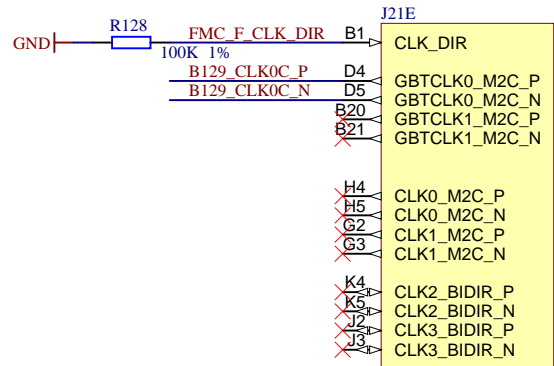 J21E
R128
GND
FMC_F_CLK_DIR
B1
CLK_DIR
100K 1%
B129_CLK0C_P
D4
GBTCLK0_M2C_P
B129_CLK0C_N
D5
GBTCLK0_M2C_N
B20
GBTCLK1_M2C_P
B21
GBTCLK1_M2C_N
H4
CLK0_M2C_P
H5
CLK0_M2C_N
G2
CLK1_M2C_P
G3
CLK1_M2C_N
K4
CLK2_BIDIR_P
K5
CLK2_BIDIR_N
J2
CLK3_BIDIR_P
J3
CLK3_BIDIR_N